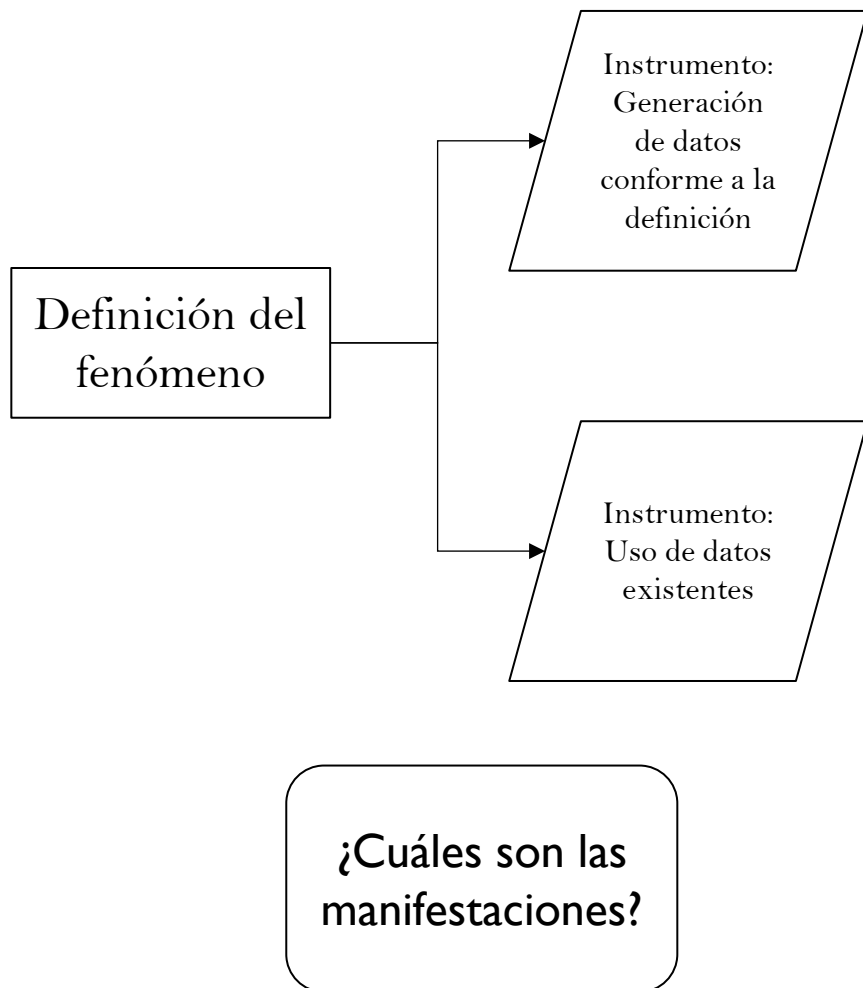 Definición del
fenómeno
Instrumento:
Generación
de datos
conforme a la
definición
Instrumento:
Uso de datos
existentes
¿Cuáles son las
manifestaciones?